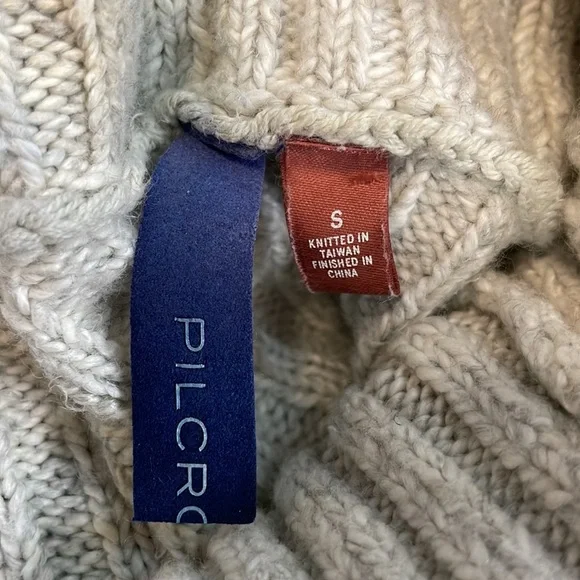 PILCRO
S
KNITTED IN
TAIWAN
FINISHED IN
CHINA